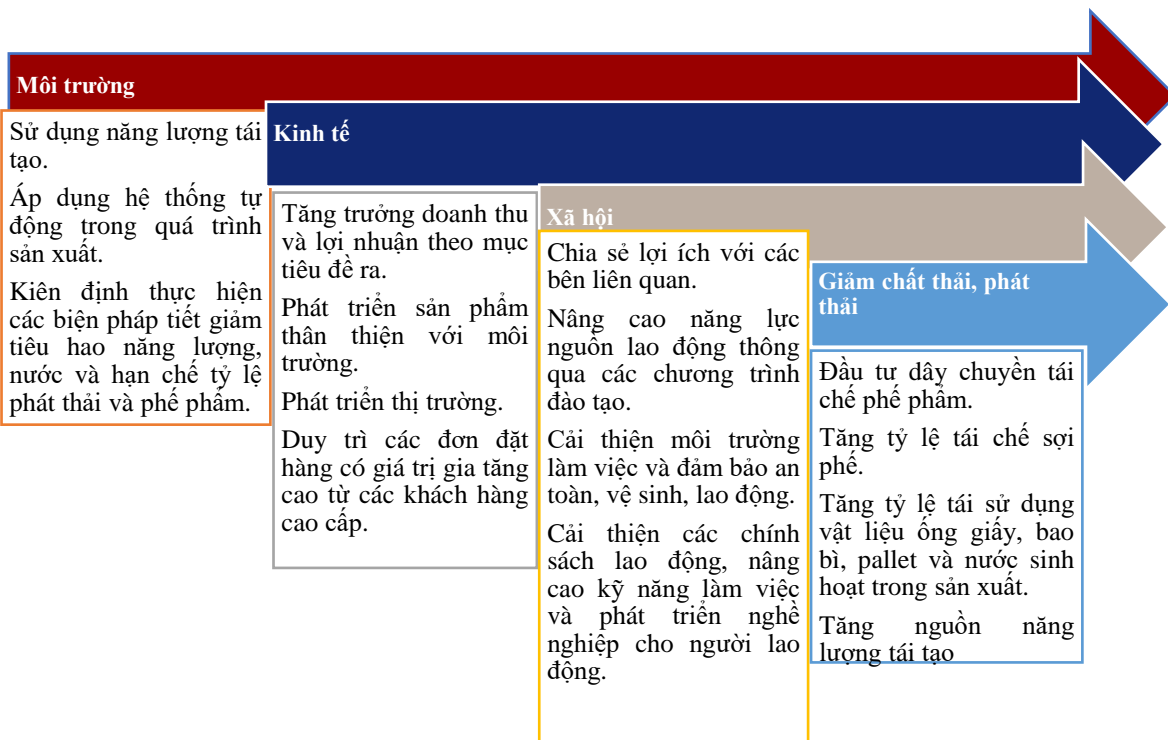 Môi trường
Sử dụng năng lượng tái
tạo.
Áp dụng hệ thống tự
động trong quá trình
sản xuất.
Kiên định thực hiện
các biện pháp tiết giảm
tiêu hao năng lượng,
nước và hạn chế tỷ lệ
phát thải và phế phẩm.
Kinh tế
Tăng trưởng doanh thu
và lợi nhuận theo mục
tiêu đề ra.
Phát triển sản phẩm
thân thiện với môi
trường.
Phát triển thị trường.
Duy trì các đơn đặt
hàng có giá trị gia tăng
cao từ các khách hàng
cao cấp.
Xã hội
Chia sẻ lợi ích với các
bên liên quan.
Nâng cao năng lực
nguồn lao động thông
qua các chương trình
đào tạo.
Cải thiện môi trường
làm việc và đảm bảo an
toàn, vệ sinh, lao động.
Cải thiện các chính
sách lao động, nâng
cao kỹ năng làm việc
và phát triển nghề
nghiệp cho người lao
động.
Giảm chất thải, phát
thải
Đầu tư dây chuyền tái
chế phế phẩm.
Tăng tỷ lệ tái chế sợi
phế.
Tăng tỷ lệ tái sử dụng
vật liệu ống giấy, bao
bì, pallet và nước sinh
hoạt trong sản xuất.
Tăng nguồn năng
lượng tái tạo